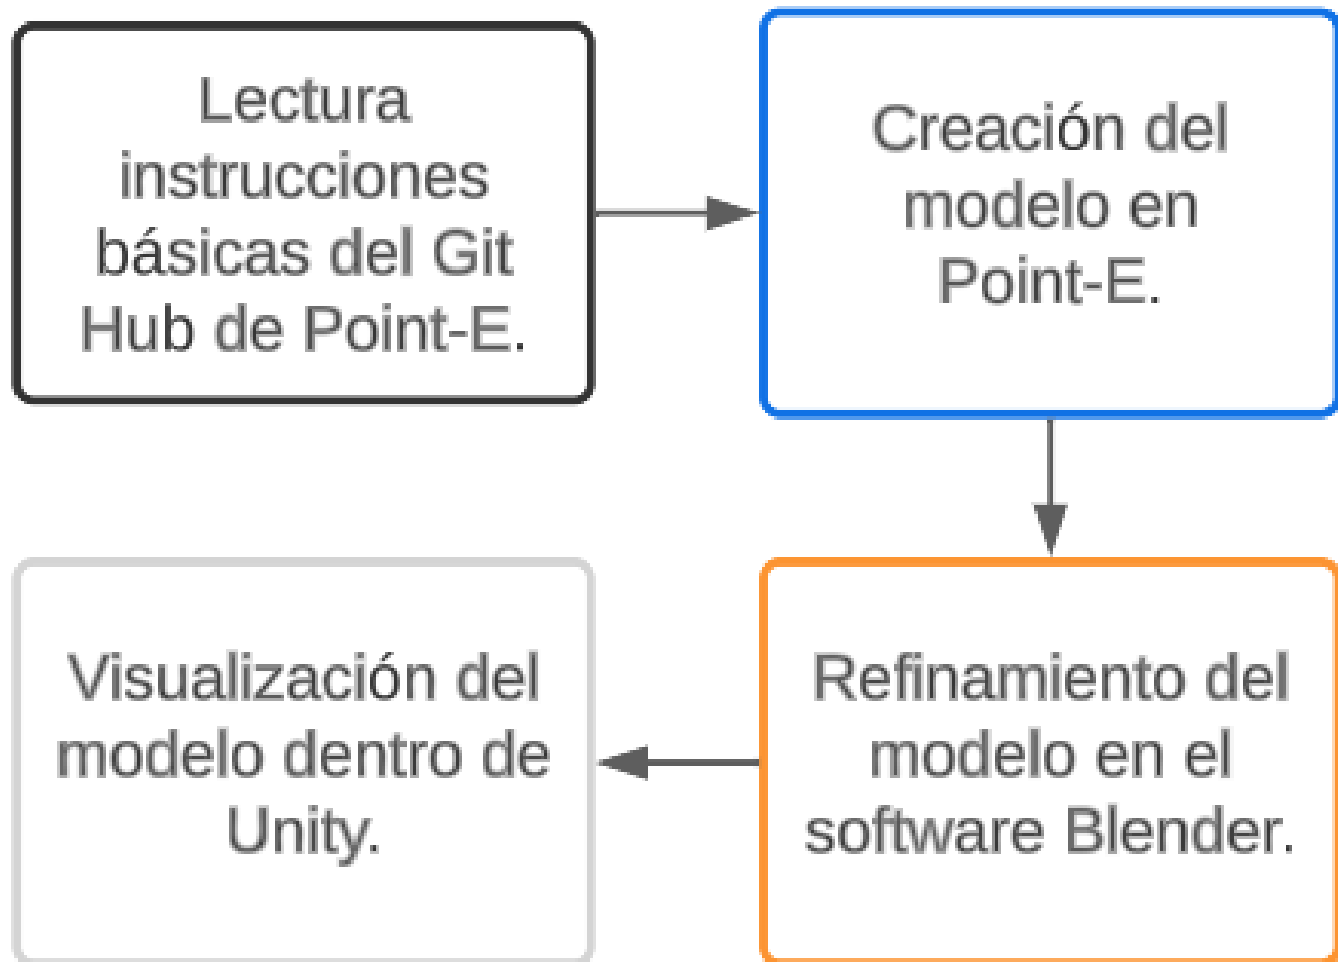 Lectura
instrucciones
básicas del Git
Hub de Point-E.
Creación del
modelo en
Point-E.
Refinamiento del
modelo en el
software Blender.
Visualización del
modelo dentro de
Unity.